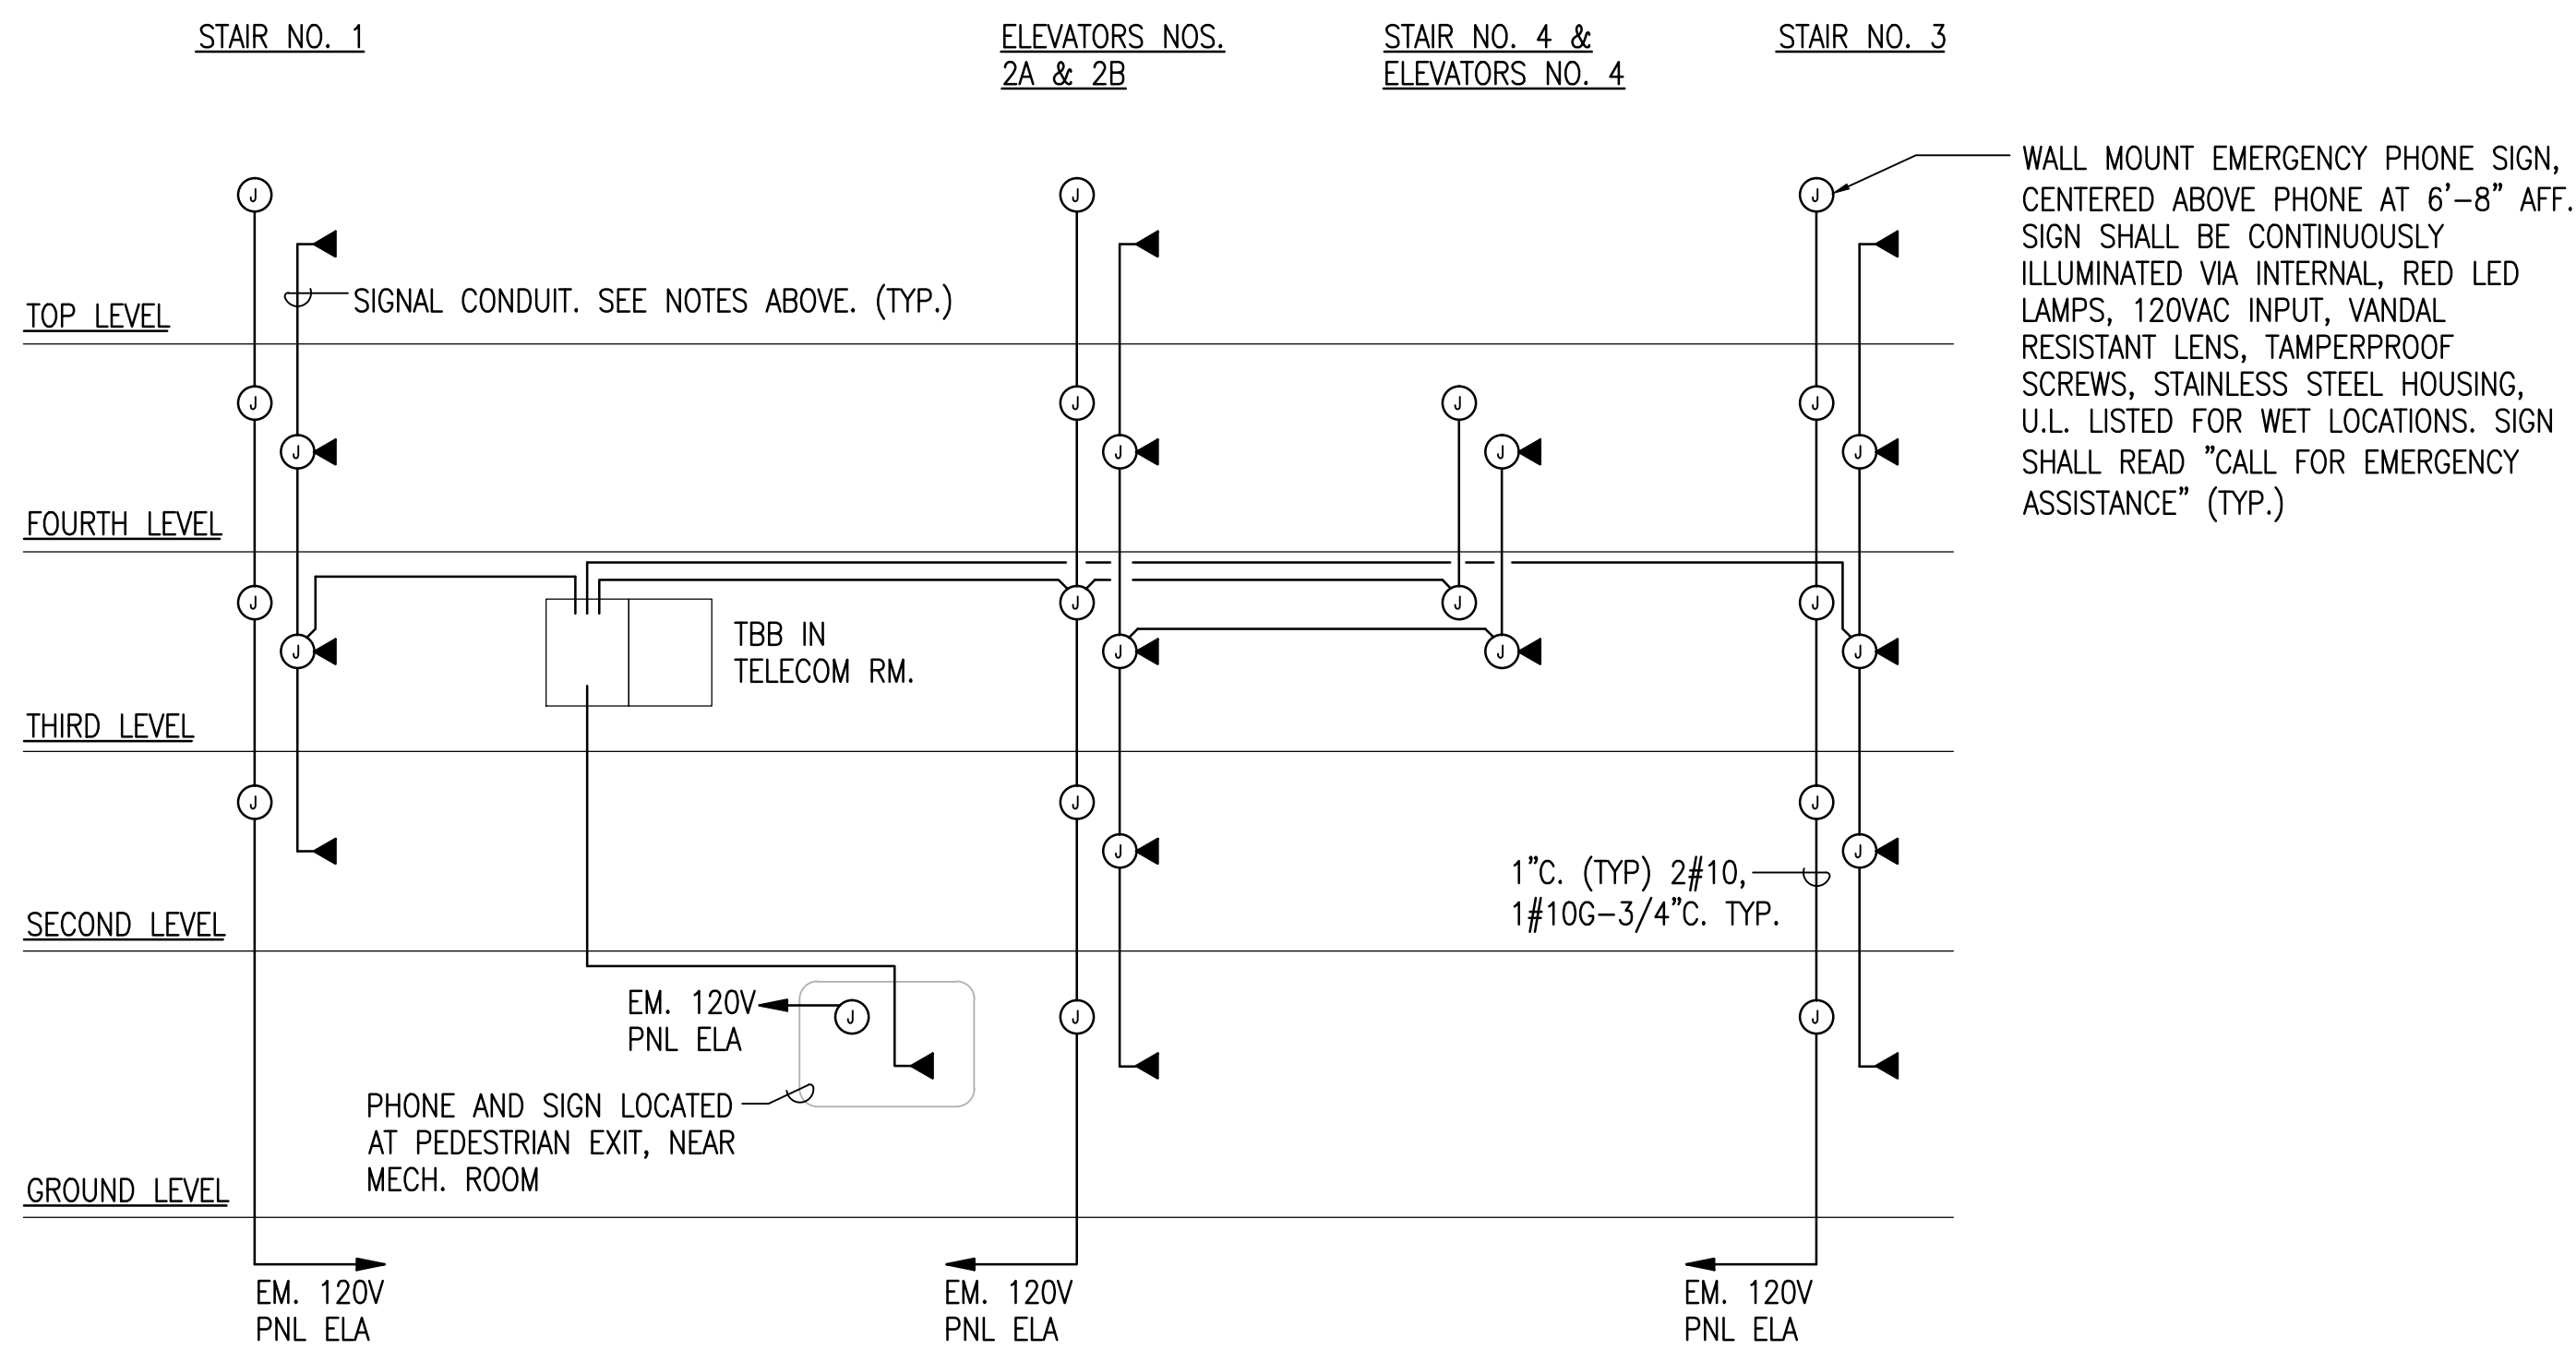 STAIR NO. 1
ELEVATORS NOS.
2A & 2B
STAIR NO. 4 &
ELEVATORS NO. 4
STAIR NO. 3
J
J
J
WALL MOUNT EMERGENCY PHONE SIGN,
CENTERED ABOVE PHONE AT 6'-8" AFF.
SIGN SHALL BE CONTINUOUSLY
ILLUMINATED VIA INTERNAL, RED LED
LAMPS, 120VAC INPUT, VANDAL
RESISTANT LENS, TAMPERPROOF
SCREWS, STAINLESS STEEL HOUSING,
U.L. LISTED FOR WET LOCATIONS. SIGN
SHALL READ "CALL FOR EMERGENCY
ASSISTANCE" (TYP.)
SIGNAL CONDUIT. SEE NOTES ABOVE. (TYP.)
TOP LEVEL
J
J
J
J
J
J
J
J
FOURTH LEVEL
J
J
J
J
J
J
J
J
TBB IN
TELECOM RM.
THIRD LEVEL
J
J
J
J
J
1"C. (TYP) 2#10,
1#10G-3/4"C. TYP.
SECOND LEVEL
EM. 120V
PNL ELA
J
J
J
PHONE AND SIGN LOCATED
AT PEDESTRIAN EXIT, NEAR
MECH. ROOM
GROUND LEVEL
EM. 120V
PNL ELA
EM. 120V
PNL ELA
EM. 120V
PNL ELA